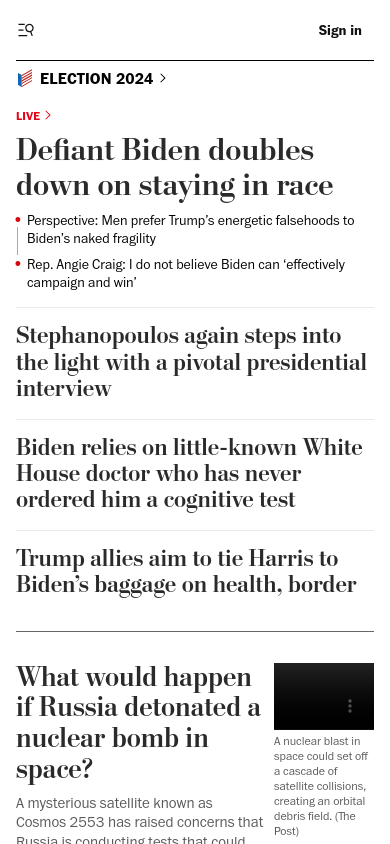 Sign in
ELECTION 2024
LIVE
Defiant Biden doubles
down on staying in race
Perspective: Men prefer Trump’s energetic falsehoods to
Biden’s naked fragility
Rep. Angie Craig: I do not believe Biden can ‘effectively
campaign and win’
Stephanopoulos again steps into
the light with a pivotal presidential
interview
Biden relies on little-known White
House doctor who has never
ordered him a cognitive test
Trump allies aim to tie Harris to
Biden’s baggage on health, border
What would happen
if Russia detonated a
nuclear bomb in
space?
A mysterious satellite known as
Cosmos 2553 has raised concerns that
Russia is conducting tests that could
A nuclear blast in
space could set off
a cascade of
satellite collisions,
creating an orbital
debris field. (The
Post)